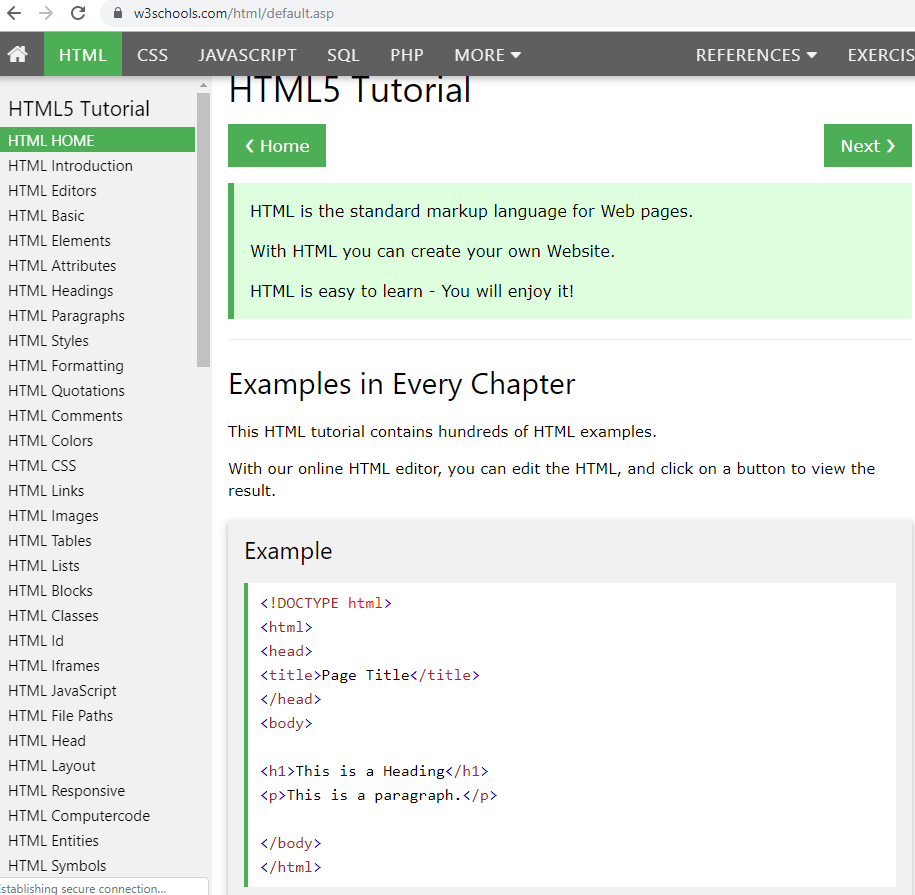 w3schools.com/html/default.asp
HTML CSS JAVASCRIPT SQL PHP MORE REFERENCES EXERCIS
HTML5 Tutorial
HTML HOME
HTML Introduction
HTML Editors
HTML Basic
HTML Elements
HTML Attributes
HTML Headings
HTML Paragraphs
HTML Styles
HTML Formatting
HTML Quotations
HTML Comments
HTML Colors
HTML CSS
HTML Links
HTML Images
HTML Tables
HTML Lists
HTML Blocks
HTML Classes
HTML Id
HTML Iframes
HTML JavaScript
HTML File Paths
HTML Head
HTML Layout
HTML Responsive
HTML Computercode
HTML Entities
HTML Symbols
Establishing secure connection...
HTML5 Tutorial
❮ Home
Next ❯
HTML is the standard markup language for Web pages.
With HTML you can create your own Website.
HTML is easy to learn - You will enjoy it!
Examples in Every Chapter
This HTML tutorial contains hundreds of HTML examples.
With our online HTML editor, you can edit the HTML, and click on a button to view the
result.
Example
<!DOCTYPE html>
<html>
<head>
<title>Page Title</title>
</head>
<body>
<h1>This is a Heading</h1>
<p>This is a paragraph.</p>
</body>
</html>